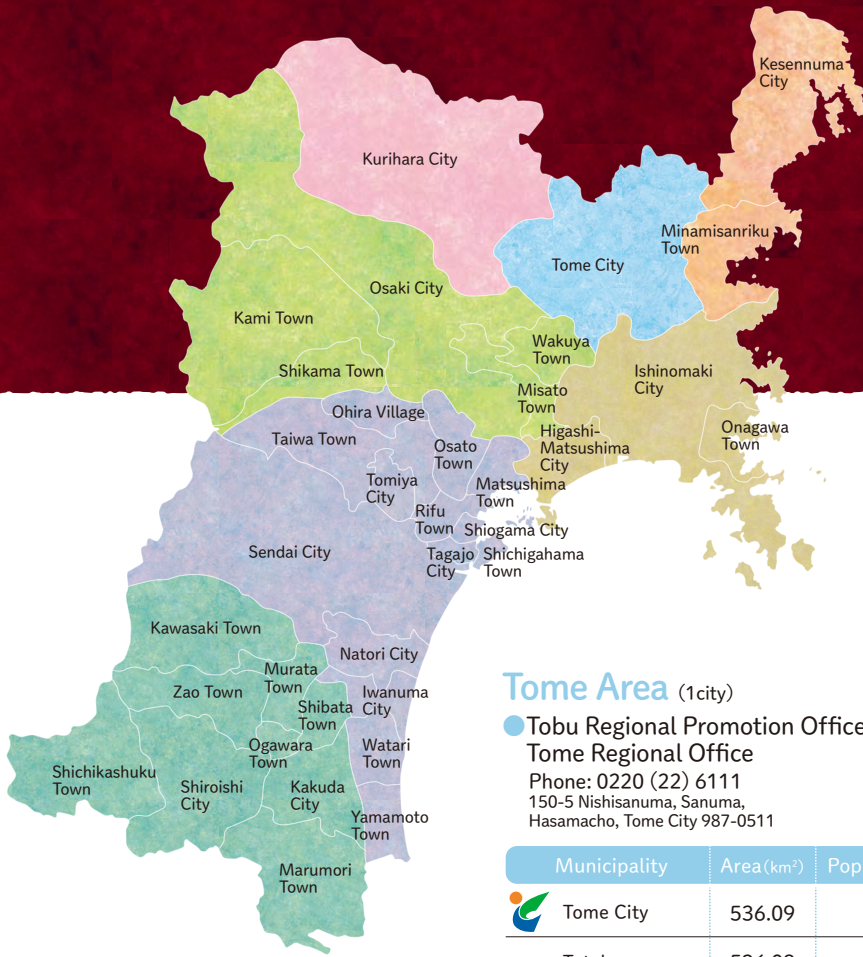 Kesennuma
City
Kurihara City
Minamisanriku
Town
Tome City
Osaki City
Kami Town
Wakuya
Town
Shikama Town
Ishinomaki
City
Misato
Town
Ohira Village
Onagawa
Town
Taiwa Town
Higashi-
Matsushima
City
Osato
Town
Tomiya
City
Matsushima
Town
Rifu
Town
Shiogama City
Sendai City
Tagajo
City
Shichigahama
Town
Kawasaki Town
Natori City
Murata
Town
Zao Town
Iwanuma
City
Shibata
Town
Ogawara
Town
Watari
Town
Shichikashuku
Town
Shiroishi
City
Kakuda
City
Yamamoto
Town
Marumori
Town
Tome Area (1city)
Tobu Regional Promotion Office
Tome Regional Office
Phone: 0220 (22) 6111
150-5 Nishisanuma, Sanuma,
Hasamacho, Tome City 987-0511
Municipality Area(km²) Pop
Tome City 536.09